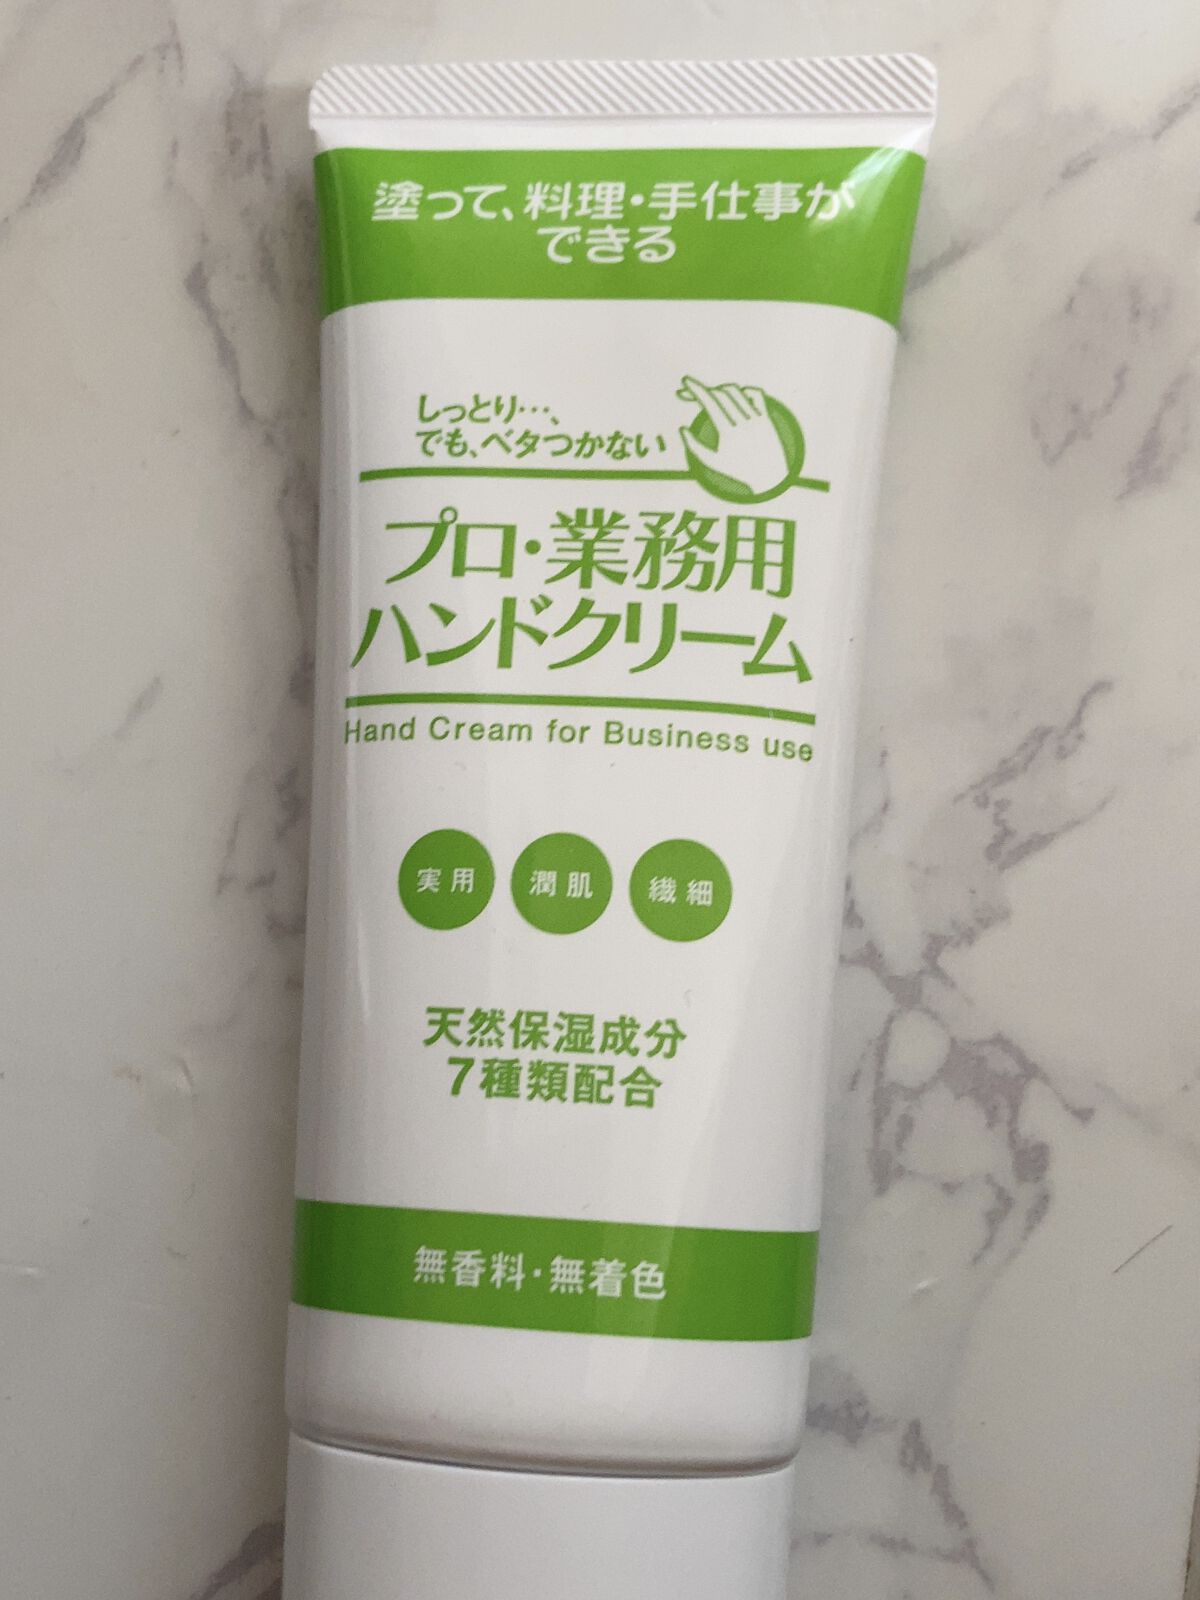 塗って、料理・手仕事が
できる
しっとり…、
でも、ベタつかない
プロ・業務用
ハンドクリーム
Hand Cream for Business use
実用
潤肌
繊細
天然保湿成分
7種類配合
無香料・無着色